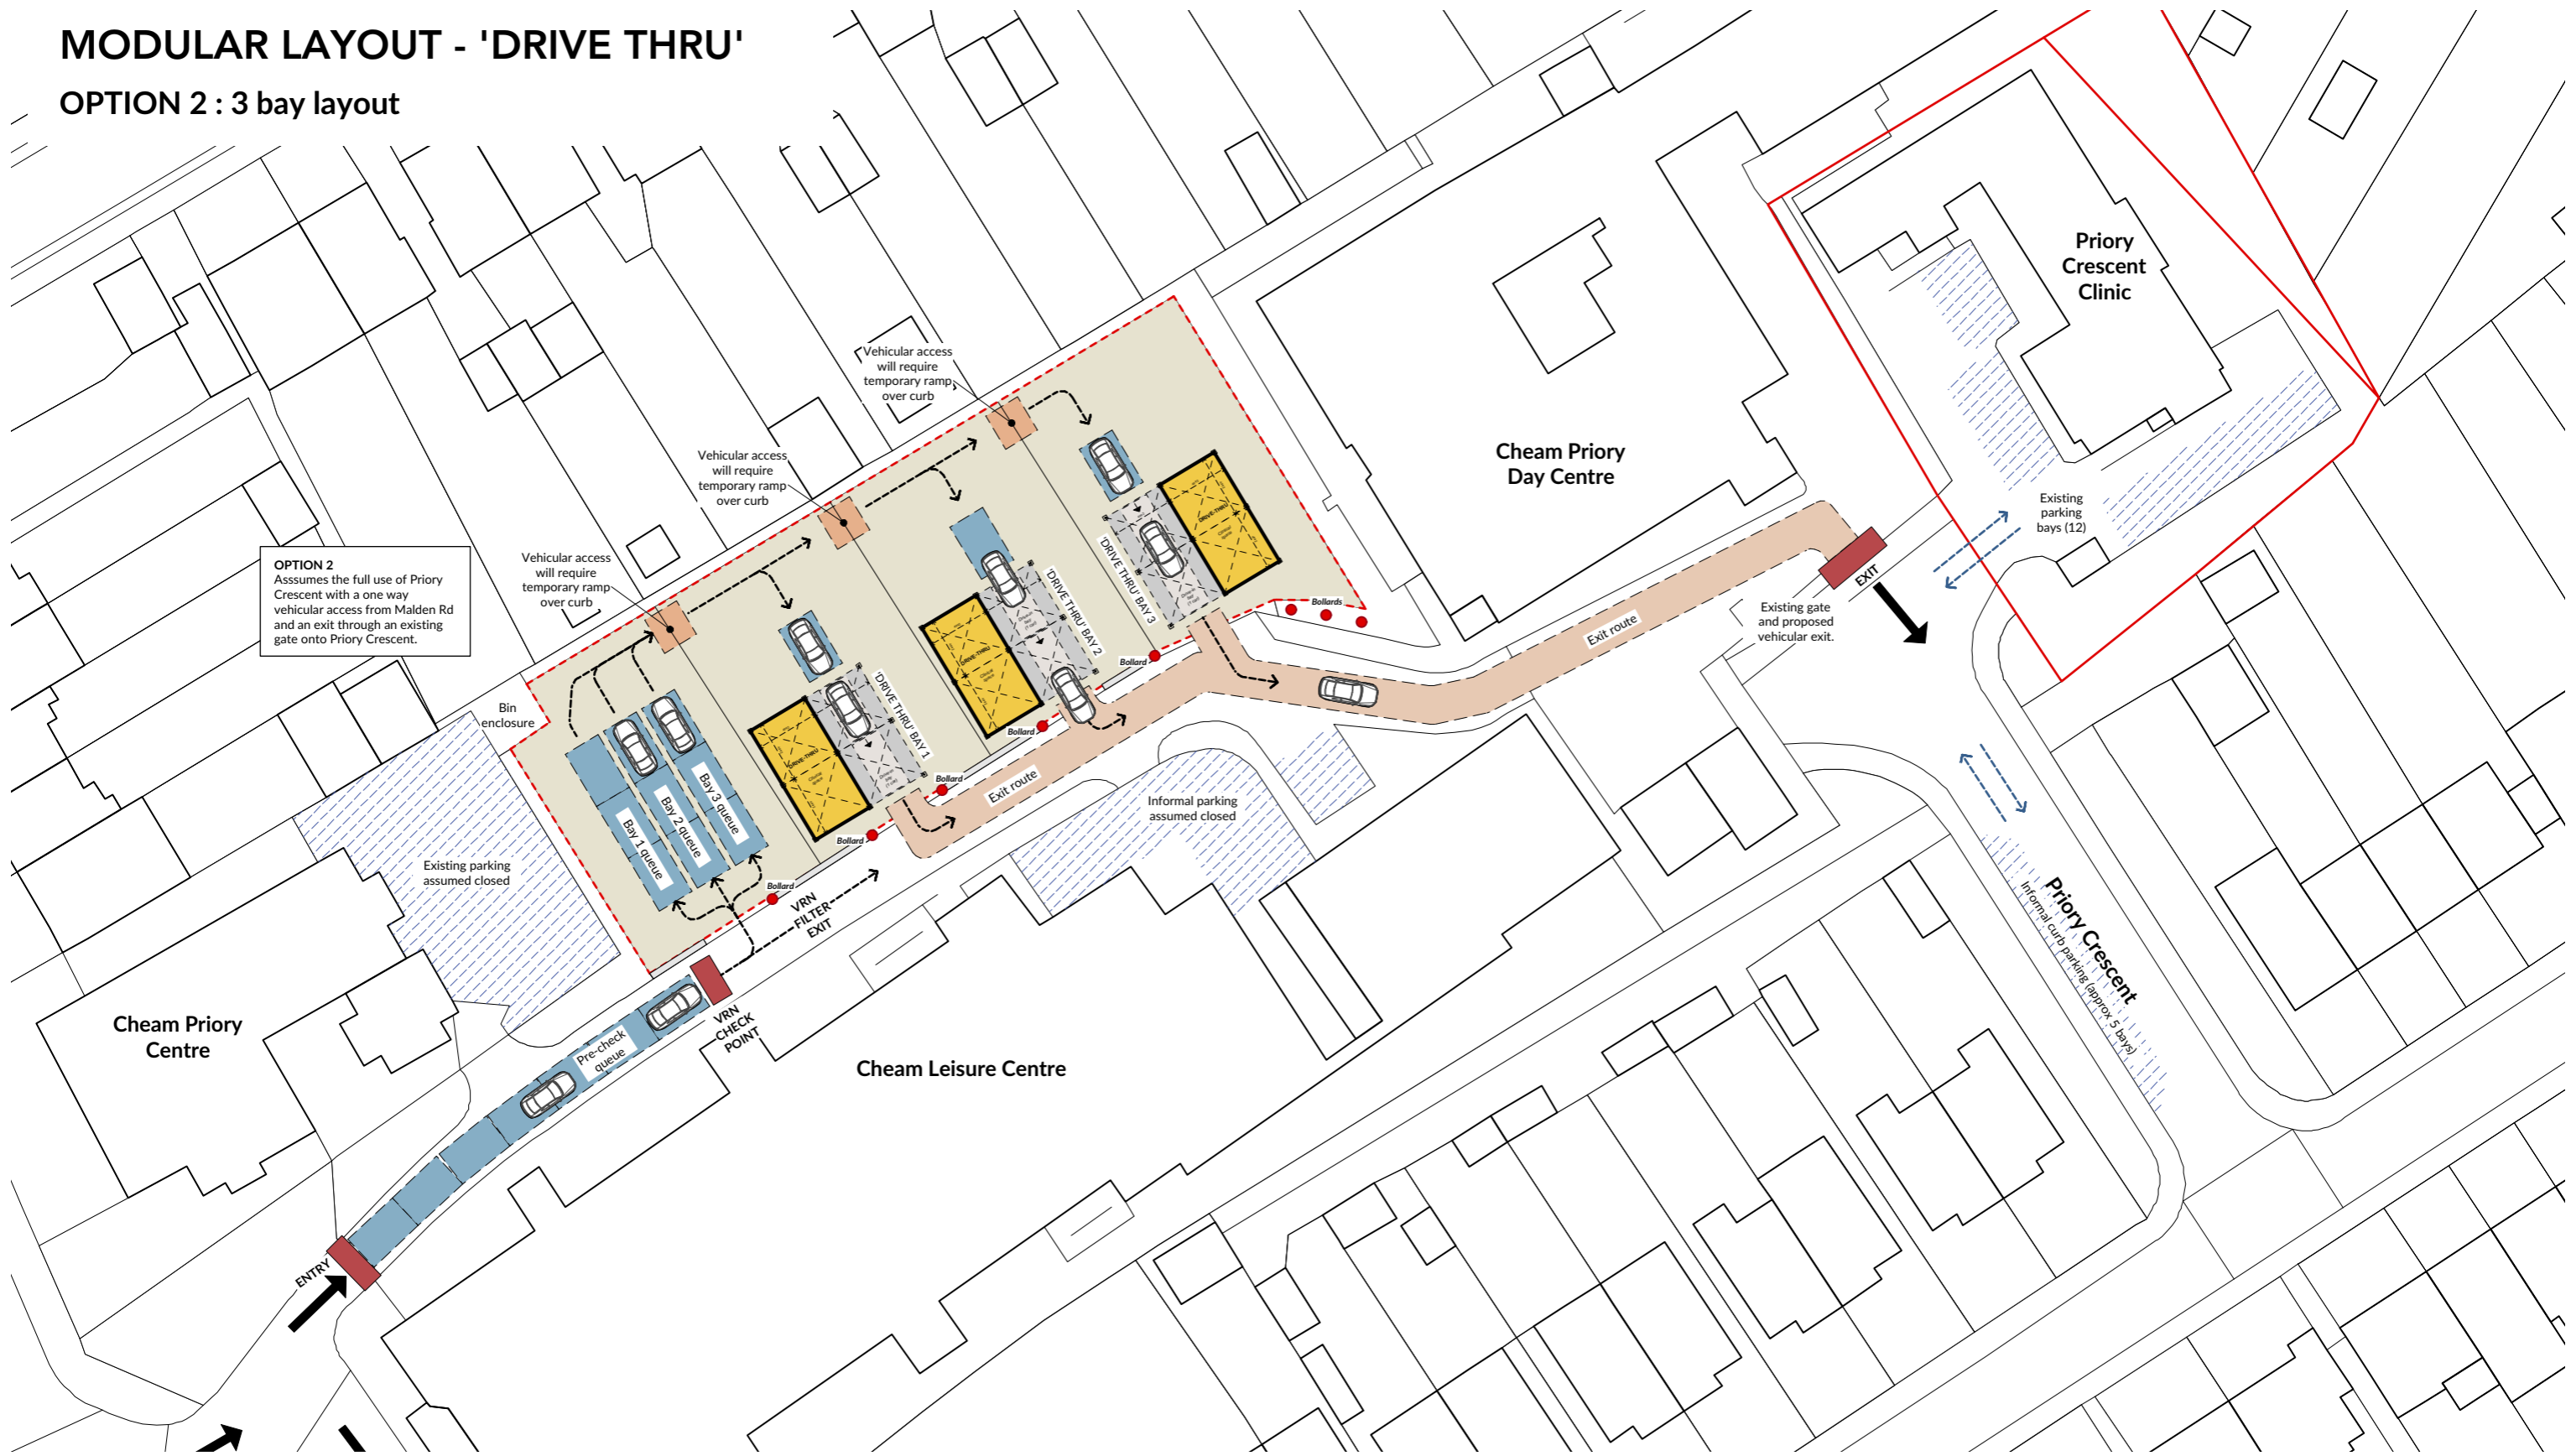 MODULAR LAYOUT - 'DRIVE THRU'
OPTION 2 : 3 bay layout
Priory
Crescent
Clinic
Vehicular access
will require
temporary ramp
over curb
Cheam Priory
Day Centre
Vehicular access
will require
temporary ramp
over curb
Existing
parking
bays (12)
Vehicular access
will require
temporary ramp
over curb
OPTION 2
Asssumes the full use of Priory
Crescent with a one way
vehicular access from Malden Rd
and an exit through an existing
gate onto Priory Crescent.
DRIVE-THRU
'DRIVE THRU' BAY 3
DRIVE-THRU
'DRIVE THRU' BAY 2
DRIVE-THRU
'DRIVE THRU' BAY 1
Bollards
Bollard
Bollard
Bollard
Bollard
Bollard
EXIT
Existing gate
and proposed
vehicular exit.
Exit route
Exit route
Bin
enclosure
Bay 1 queue
Bay 2 queue
Bay 3 queue
Informal parking
assumed closed
Existing parking
assumed closed
VRN
FILTER
EXIT
Priory Crescent
Informal curb parking (approx 5 bays)
VRN
CHECK
POINT
Pre-check
queue
Cheam Priory
Centre
Cheam Leisure Centre
ENTRY